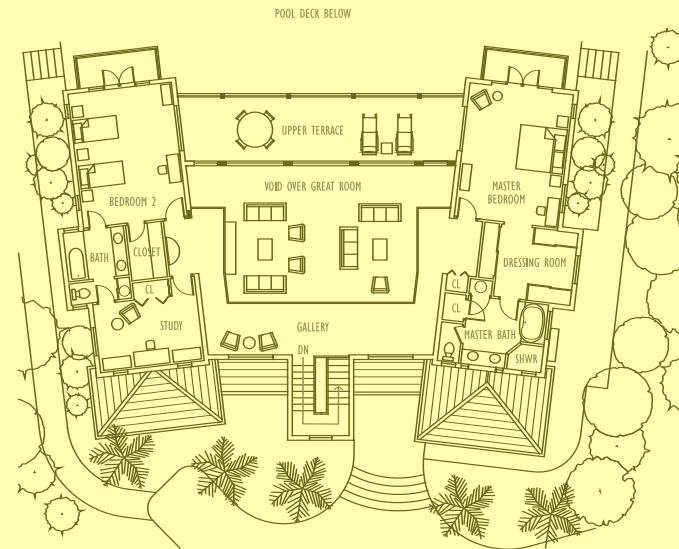 POOL DECK BELOW
UPPER TERRACE
VOID OVER GREAT ROOM
BEDROOM 2
MASTER
BEDROOM
BATH
CLOSET
DRESSING ROOM
CL
CL
CL
STUDY
GALLERY
MASTER BATH
DN
SHWR